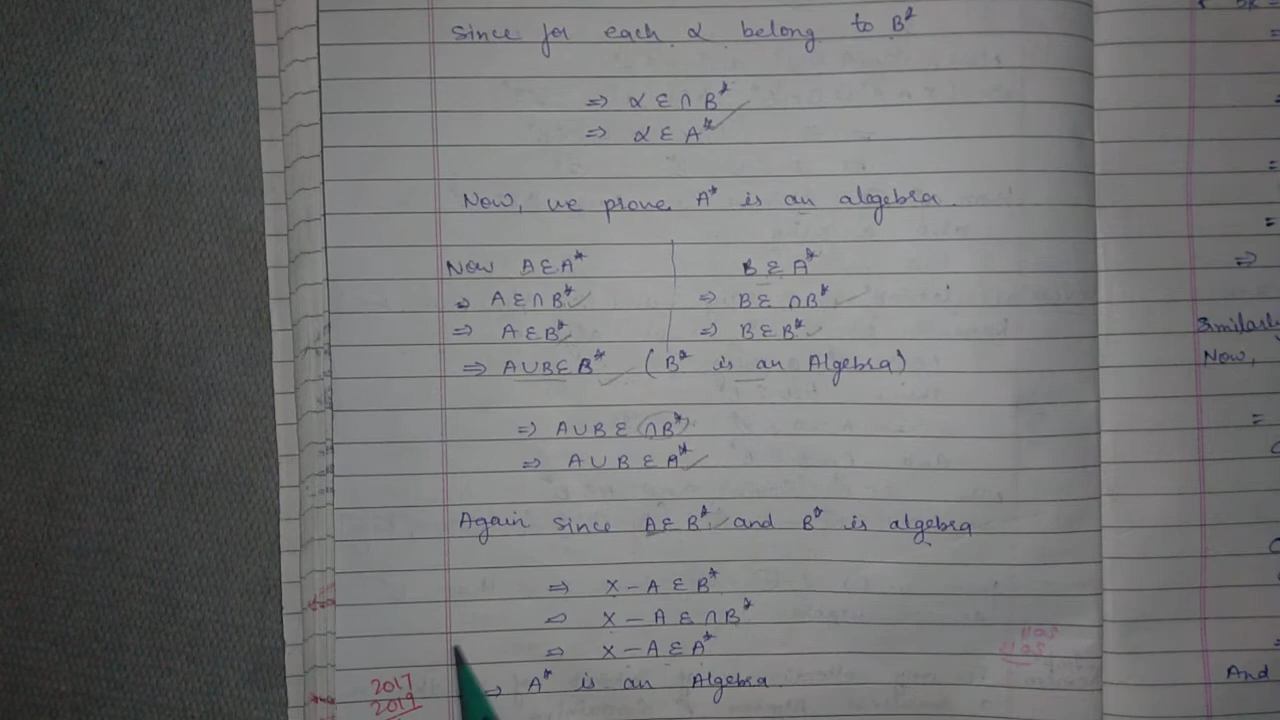 Since for each α belong to B*
⇒ α ε ∩ B*
⇒ α ε A*
Now, we prove A* is an alogebra.
Now A ε A*
B ε A*
⇒ A ε ∩ B*
⇒ B ε ∩ B*
⇒ A ε B*
⇒ B ε B*
⇒ A ∪ B ε B* (B* is an Algebra)
⇒ A ∪ B ε ∩ B*
⇒ A ∪ B ε A*
Again since A ε B* and B* is algebra
⇒ X - A ε B*
⇒ X - A ε ∩ B*
⇒ X - A ε A*
⇒ A* is an Algebra
2017
2019
Similarly
Now,
And